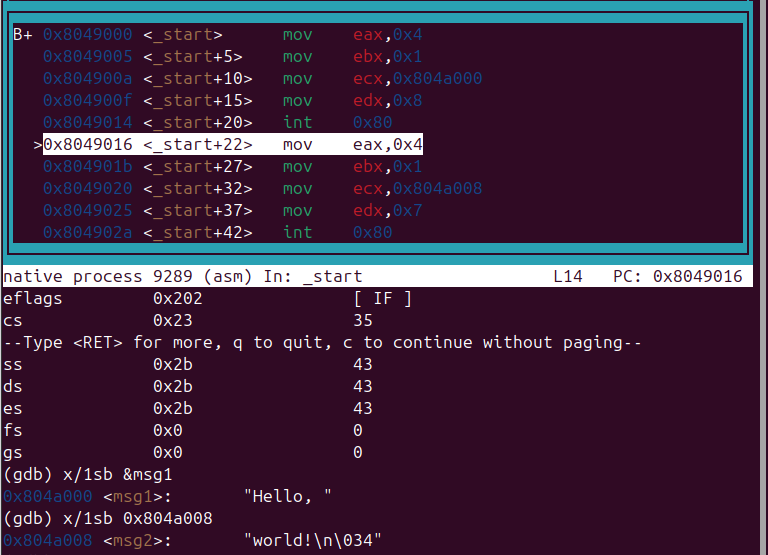 B+ 0x8049000 <_start>      mov    eax,0x4
   0x8049005 <_start+5>    mov    ebx,0x1
   0x804900a <_start+10>   mov    ecx,0x804a000
   0x804900f <_start+15>   mov    edx,0x8
   0x8049014 <_start+20>   int    0x80
  >0x8049016 <_start+22>   mov    eax,0x4
   0x804901b <_start+27>   mov    ebx,0x1
   0x8049020 <_start+32>   mov    ecx,0x804a008
   0x8049025 <_start+37>   mov    edx,0x7
   0x804902a <_start+42>   int    0x80
native process 9289 (asm) In: _start                   L14   PC: 0x8049016
eflags         0x202               [ IF ]
cs             0x23                35
--Type <RET> for more, q to quit, c to continue without paging--
ss             0x2b                43
ds             0x2b                43
es             0x2b                43
fs             0x0                 0
gs             0x0                 0
(gdb) x/1sb &msg1
0x804a000 <msg1>:       "Hello, "
(gdb) x/1sb 0x804a008
0x804a008 <msg2>:       "world!\n\034"